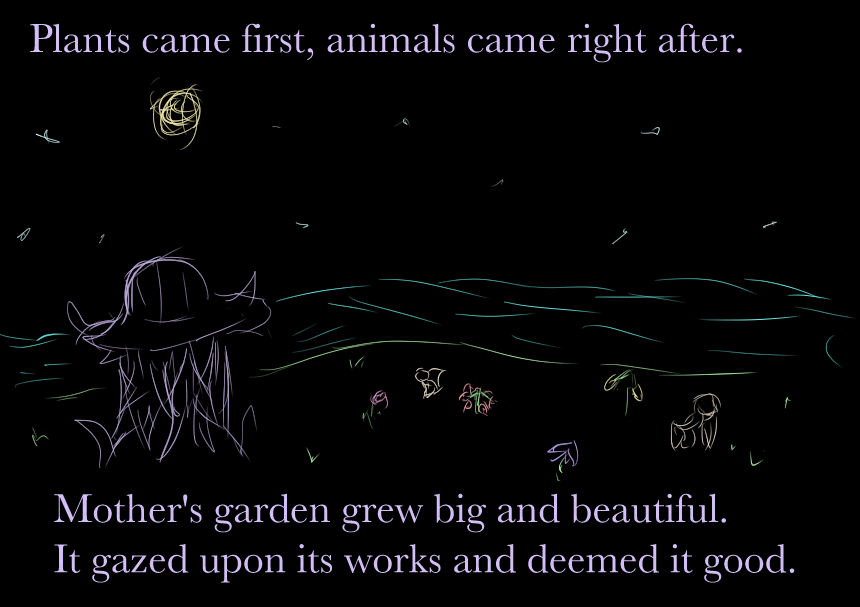 Plants came first, animals came right after.
Mother's garden grew big and beautiful.
It gazed upon its works and deemed it good.